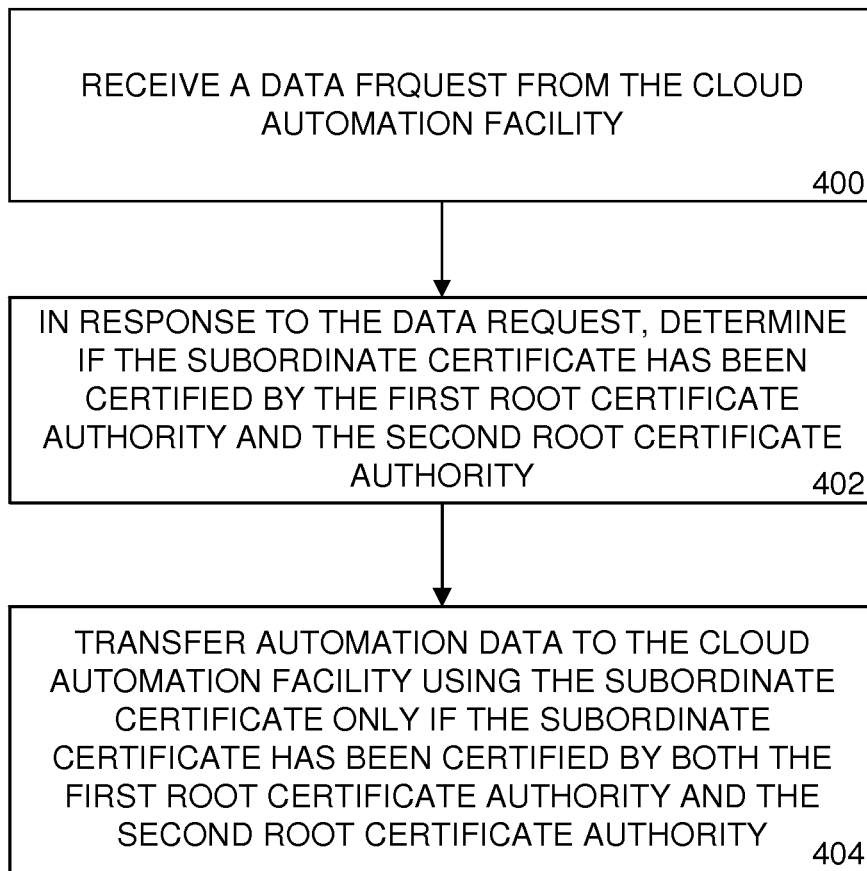 RECEIVE A DATA FRQUEST FROM THE CLOUD
AUTOMATION FACILITY
400
IN RESPONSE TO THE DATA REQUEST, DETERMINE
IF THE SUBORDINATE CERTIFICATE HAS BEEN
CERTIFIED BY THE FIRST ROOT CERTIFICATE
AUTHORITY AND THE SECOND ROOT CERTIFICATE
AUTHORITY
402
TRANSFER AUTOMATION DATA TO THE CLOUD
AUTOMATION FACILITY USING THE SUBORDINATE
CERTIFICATE ONLY IF THE SUBORDINATE
CERTIFICATE HAS BEEN CERTIFIED BY BOTH THE
FIRST ROOT CERTIFICATE AUTHORITY AND THE
SECOND ROOT CERTIFICATE AUTHORITY
404